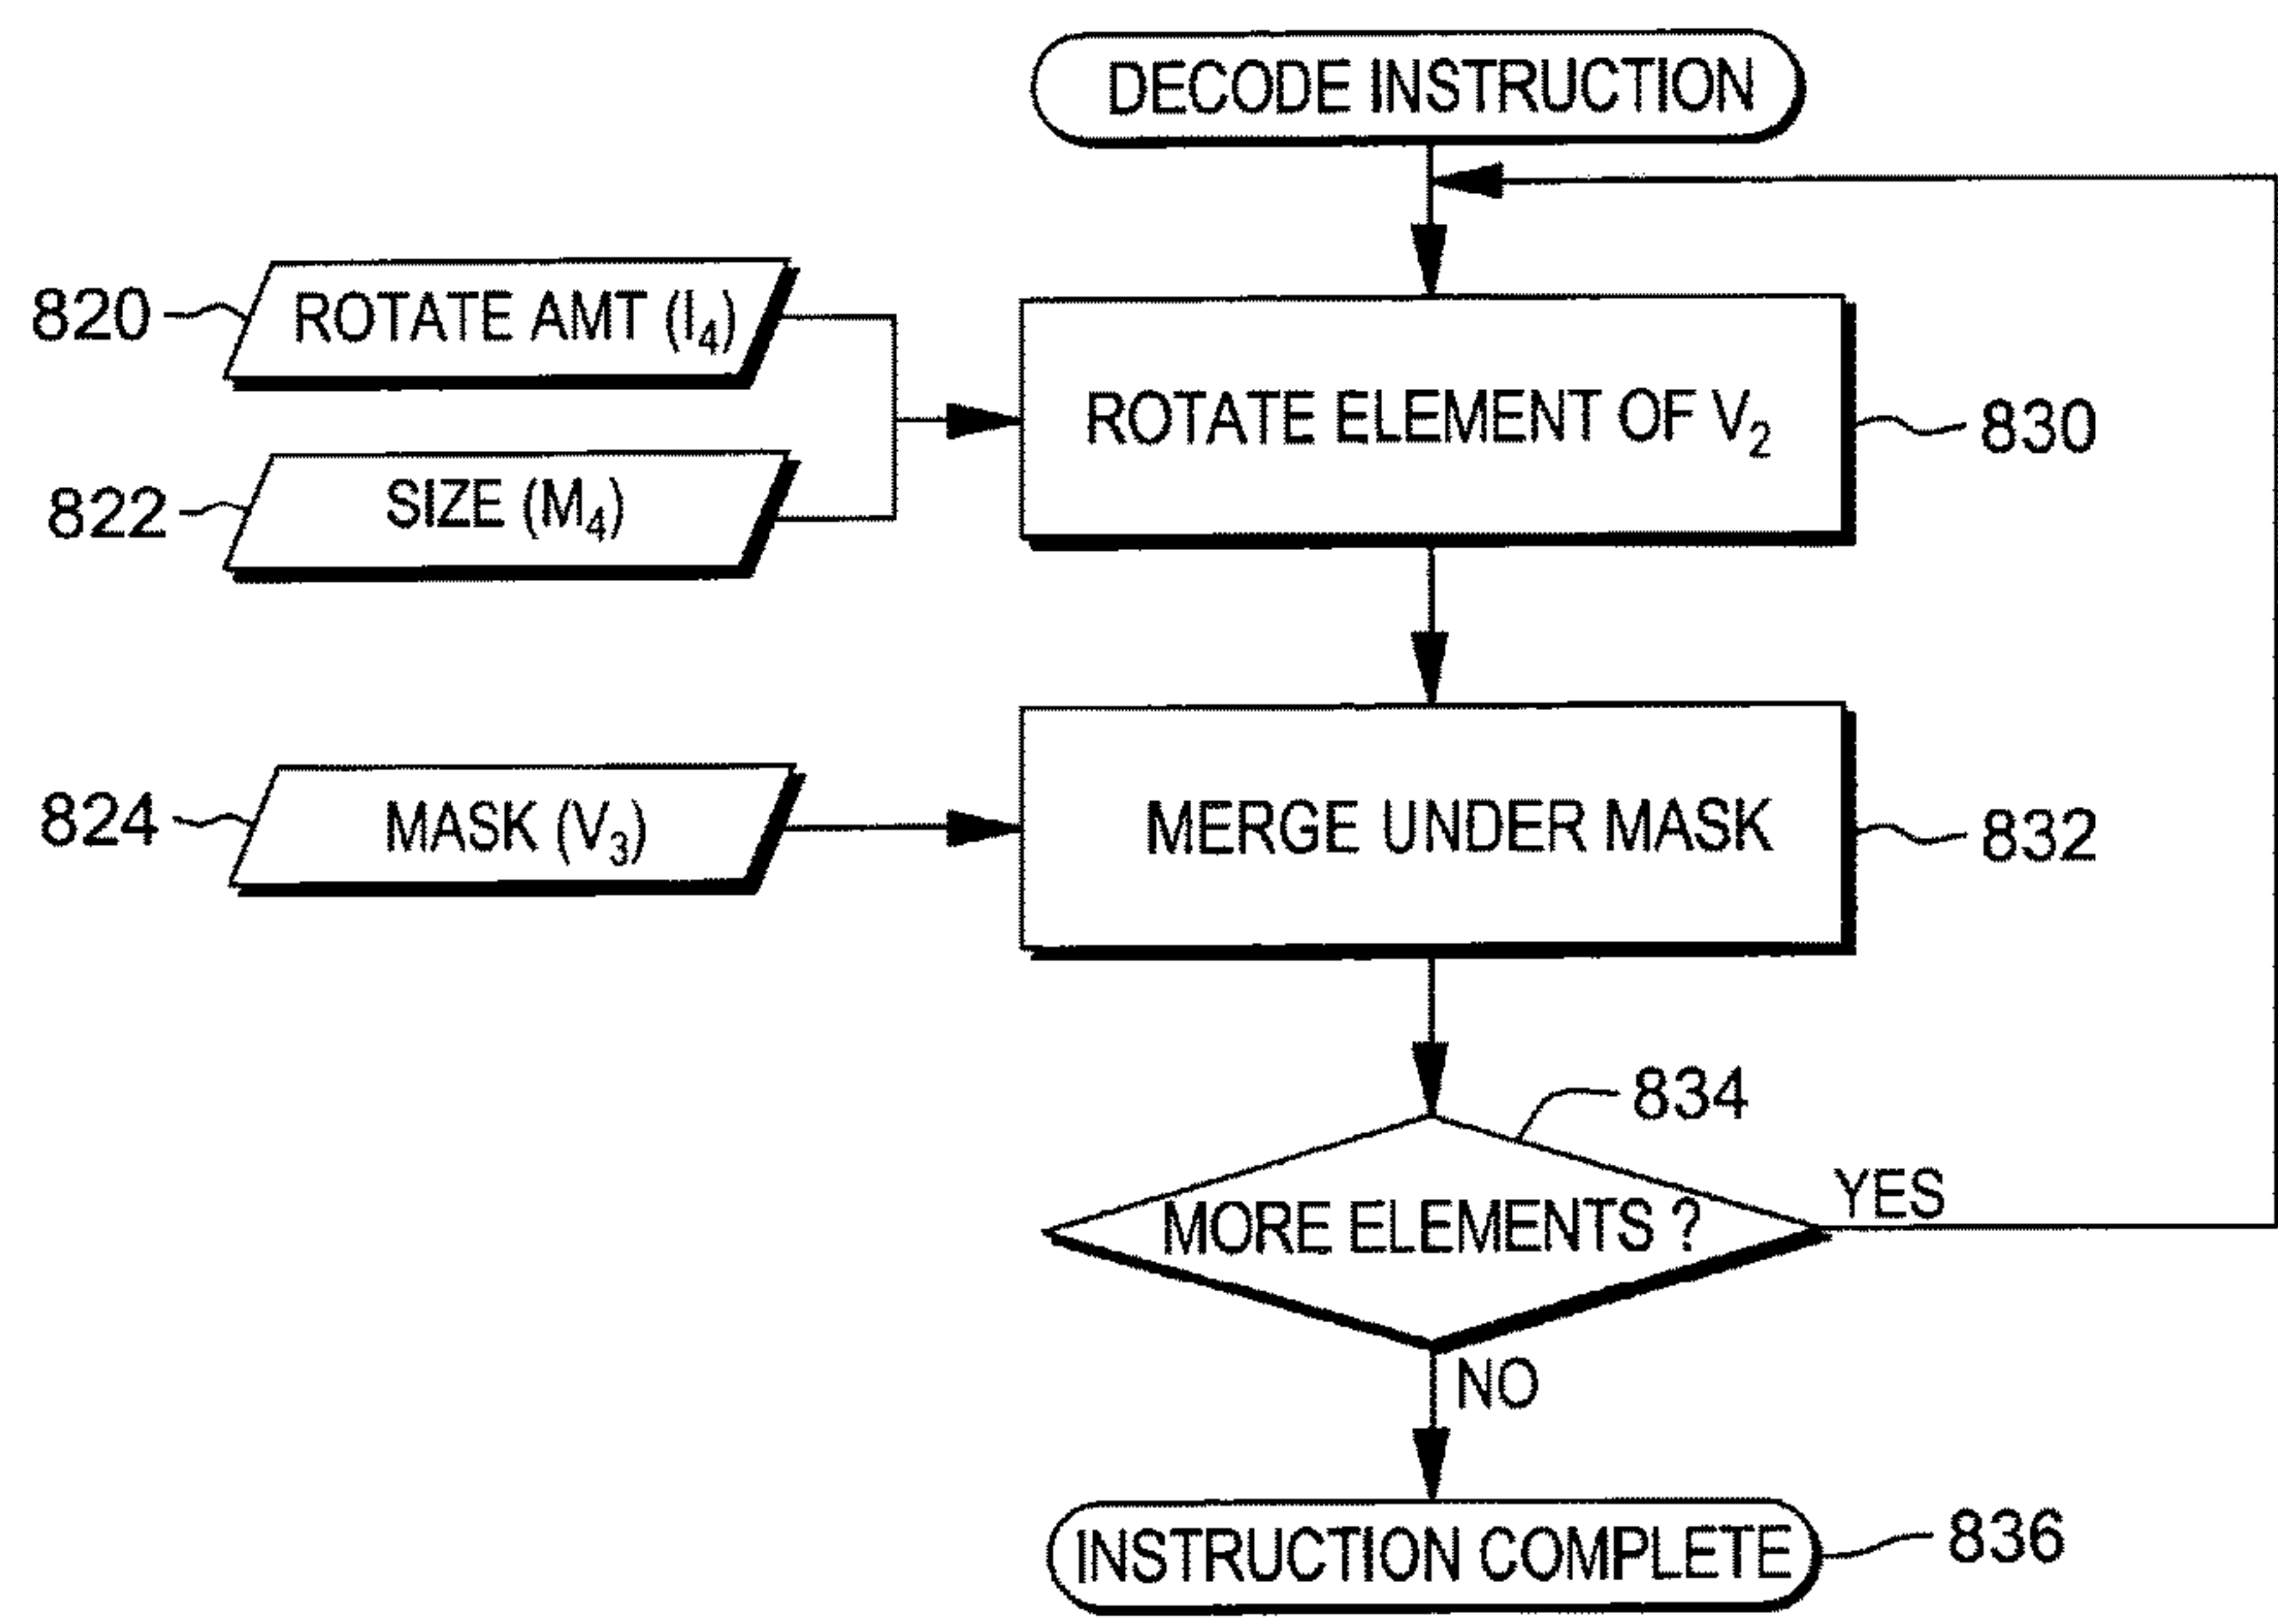 DECODE INSTRUCTION
820 ROTATE AMT (I₄)
ROTATE ELEMENT OF V₂ 830
822 SIZE (M₄)
824 MASK (V₃)
MERGE UNDER MASK 832
834
MORE ELEMENTS ?
YES
NO
INSTRUCTION COMPLETE 836